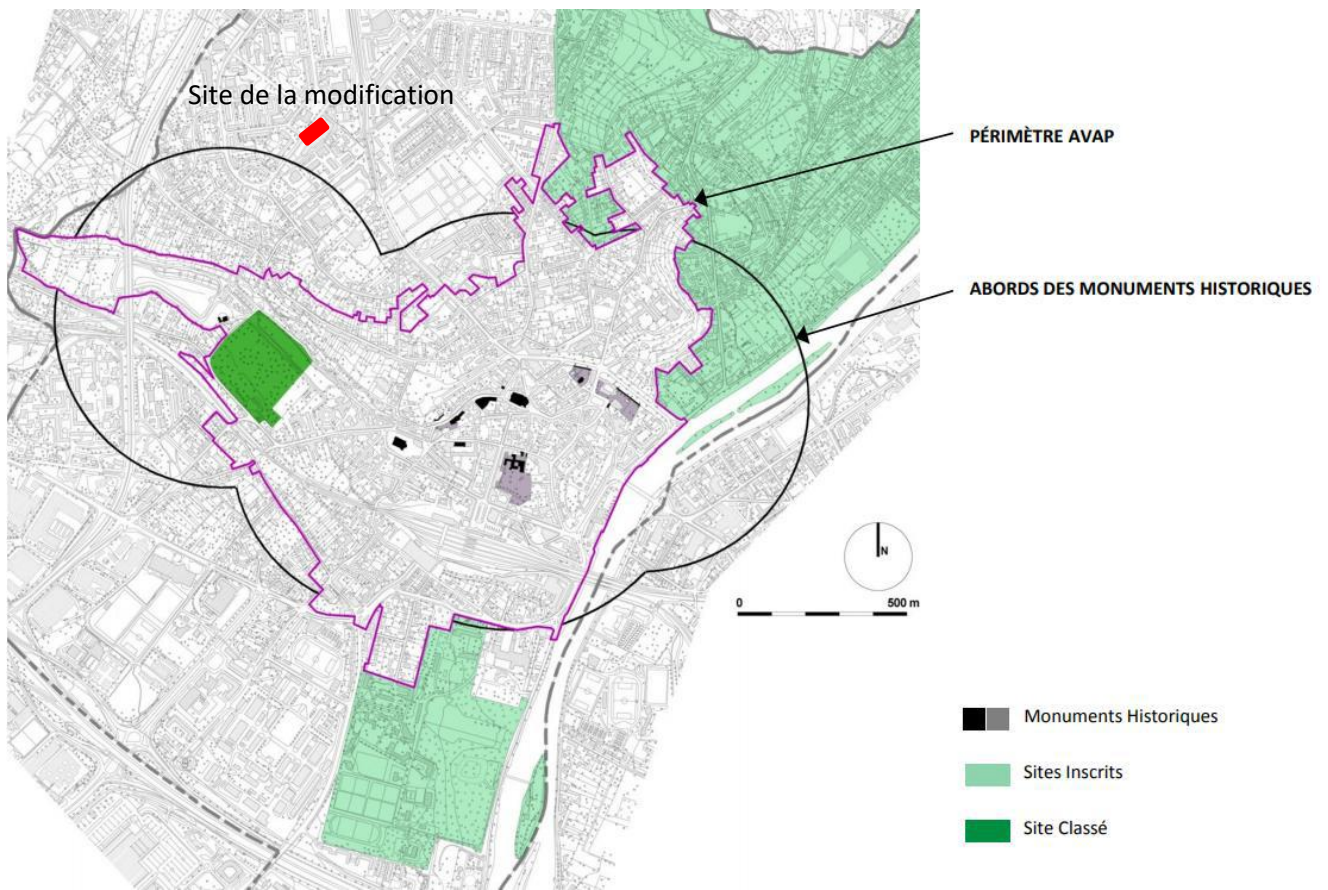 Site de la modification
PÉRIMÈTRE AVAP
ABORDS DES MONUMENTS HISTORIQUES
N
0 500 m
Monuments Historiques
Sites Inscrits
Site Classé